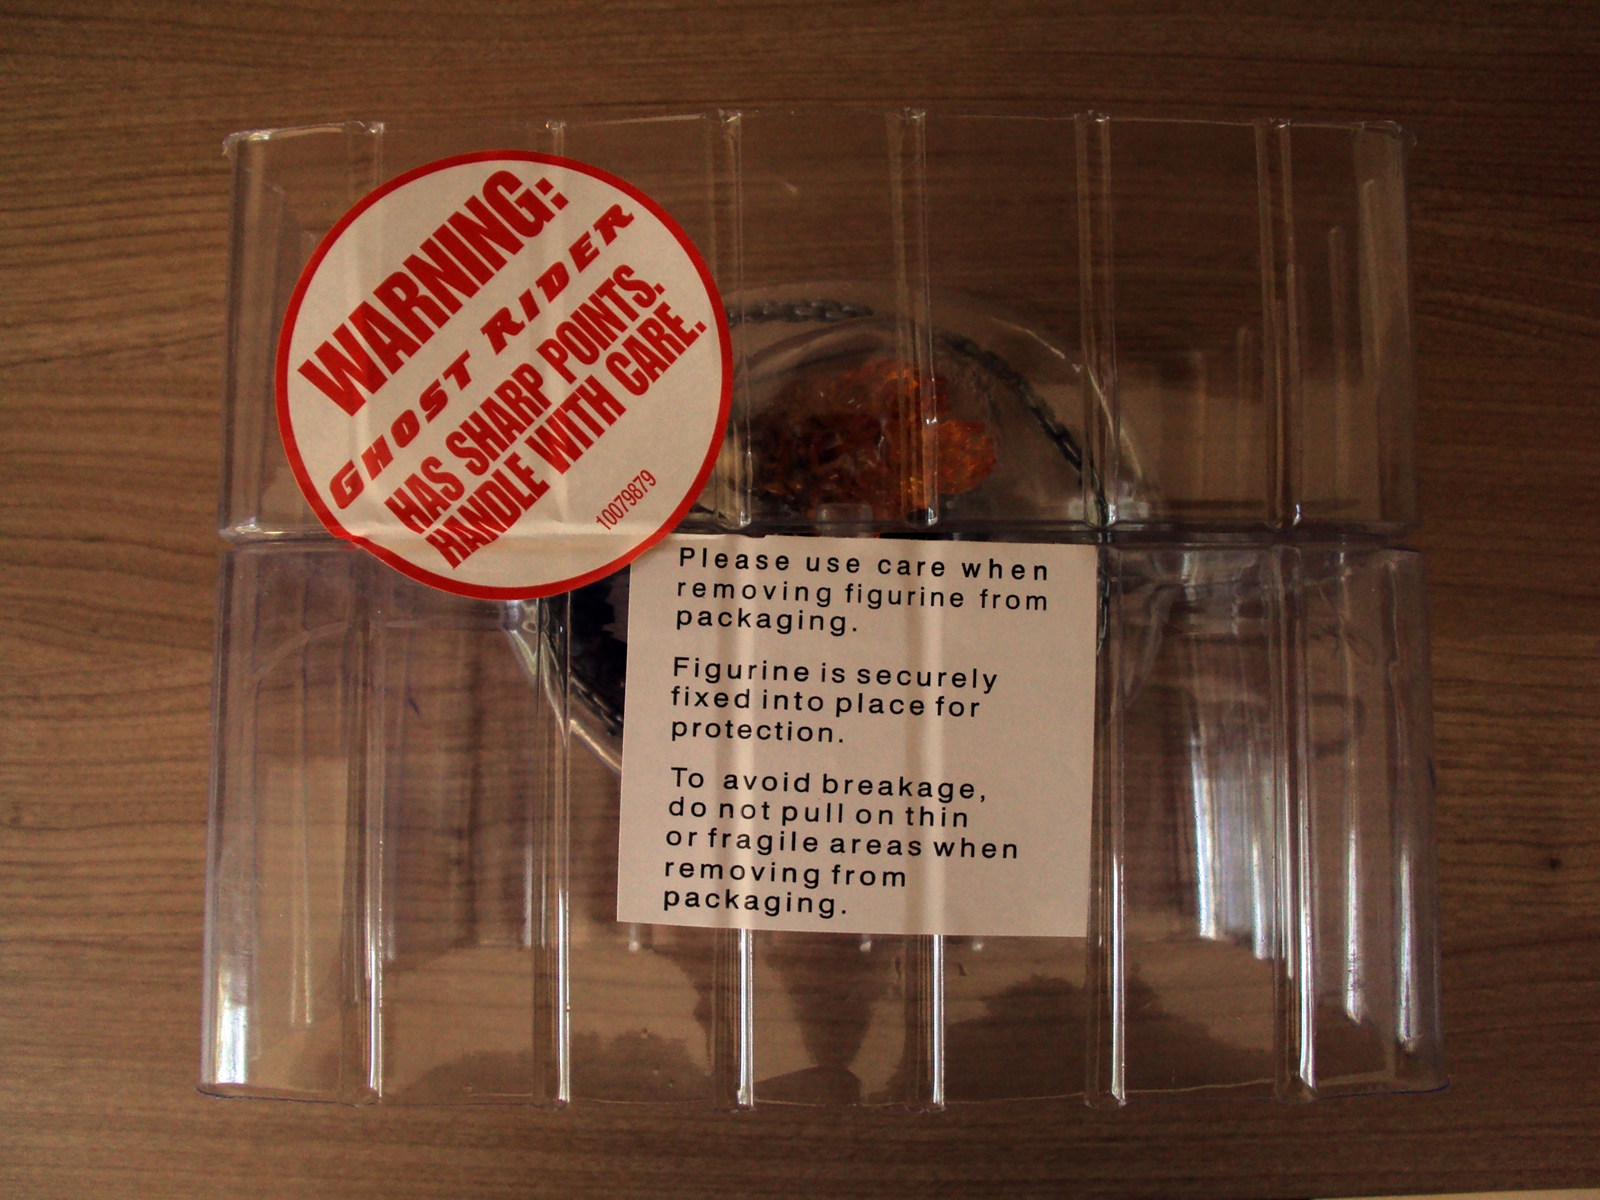 WARNING:
GHOST RIDER
HAS SHARP POINTS.
HANDLE WITH CARE.
10079879
Please use care when
removing figurine from
packaging.
Figurine is securely
fixed into place for
protection.
To avoid breakage,
do not pull on thin
or fragile areas when
removing from
packaging.